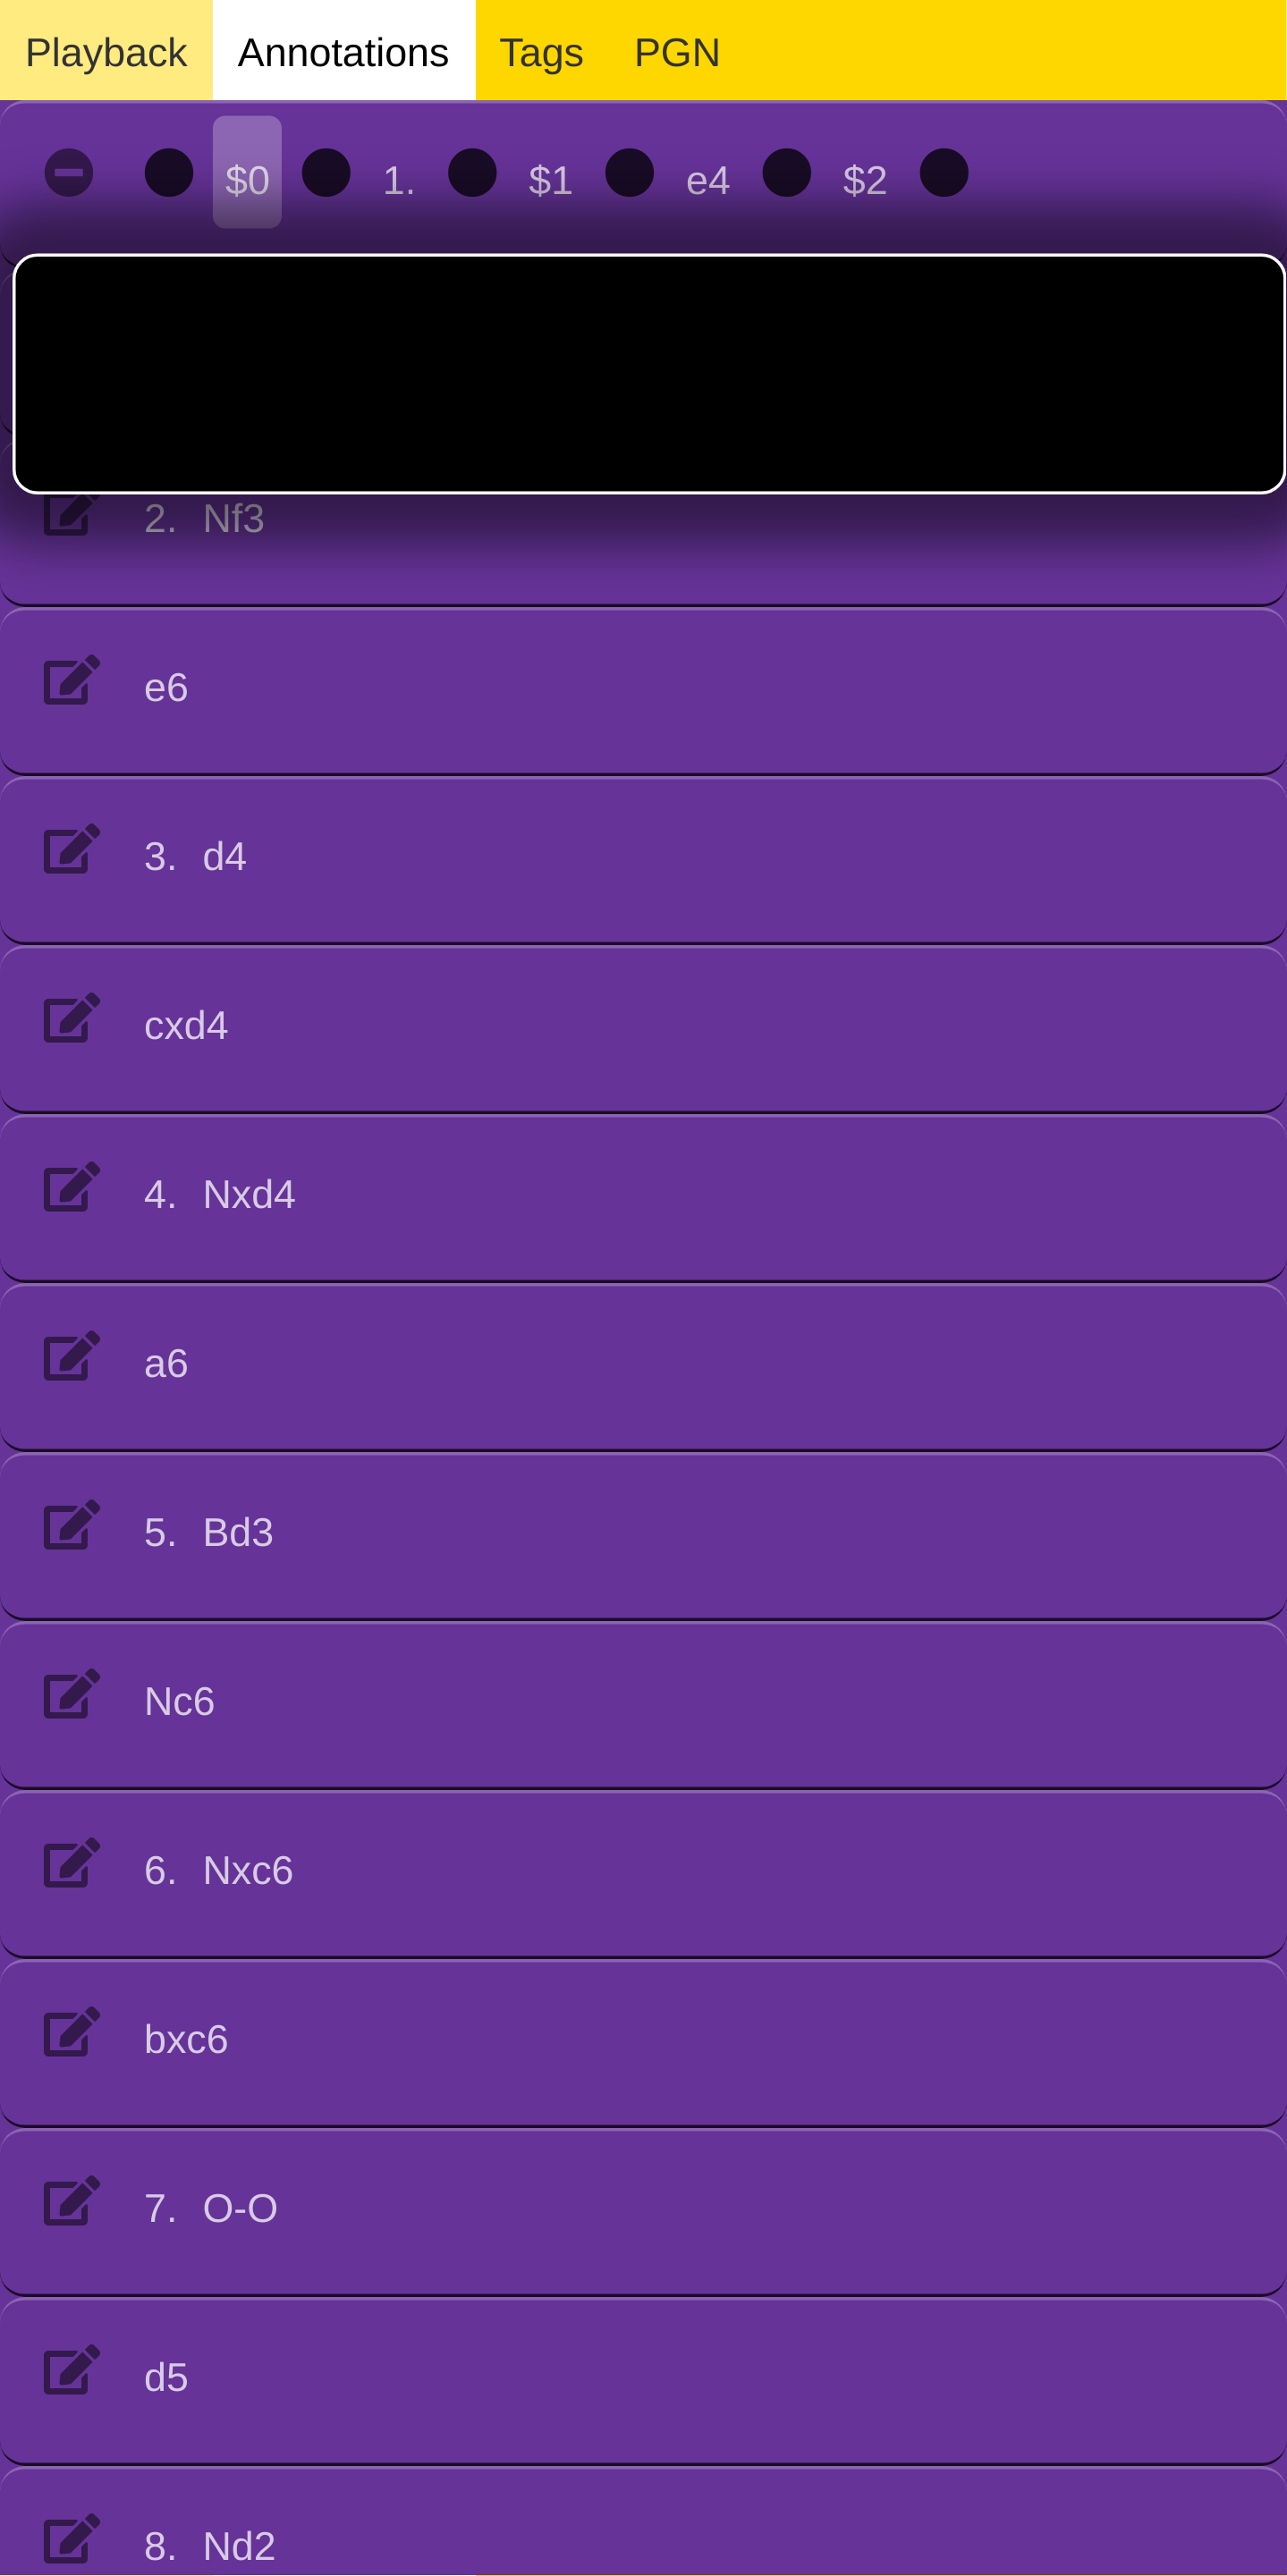 Playback Annotations Tags PGN
$0 1. $1 e4 $2
2. Nf3
e6
3. d4
cxd4
4. Nxd4
a6
5. Bd3
Nc6
6. Nxc6
bxc6
7. O-O
d5
8. Nd2